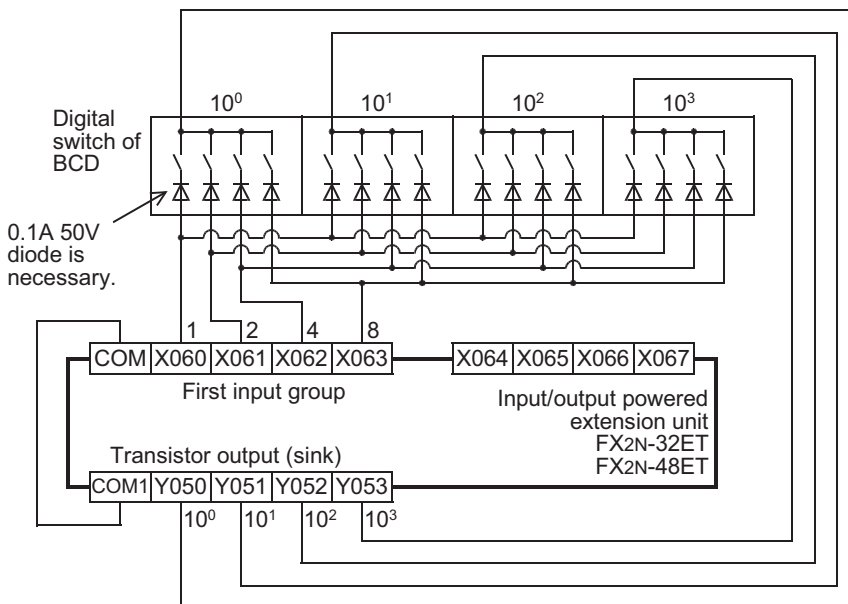 10⁰ 10¹ 10² 10³
Digital
switch of
BCD
0.1A 50V
diode is
necessary.
1 2 4 8
COM X060 X061 X062 X063 X064 X065 X066 X067
First input group
Input/output powered
extension unit
FX2N-32ET
FX2N-48ET
Transistor output (sink)
COM1 Y050 Y051 Y052 Y053
10⁰ 10¹ 10² 10³